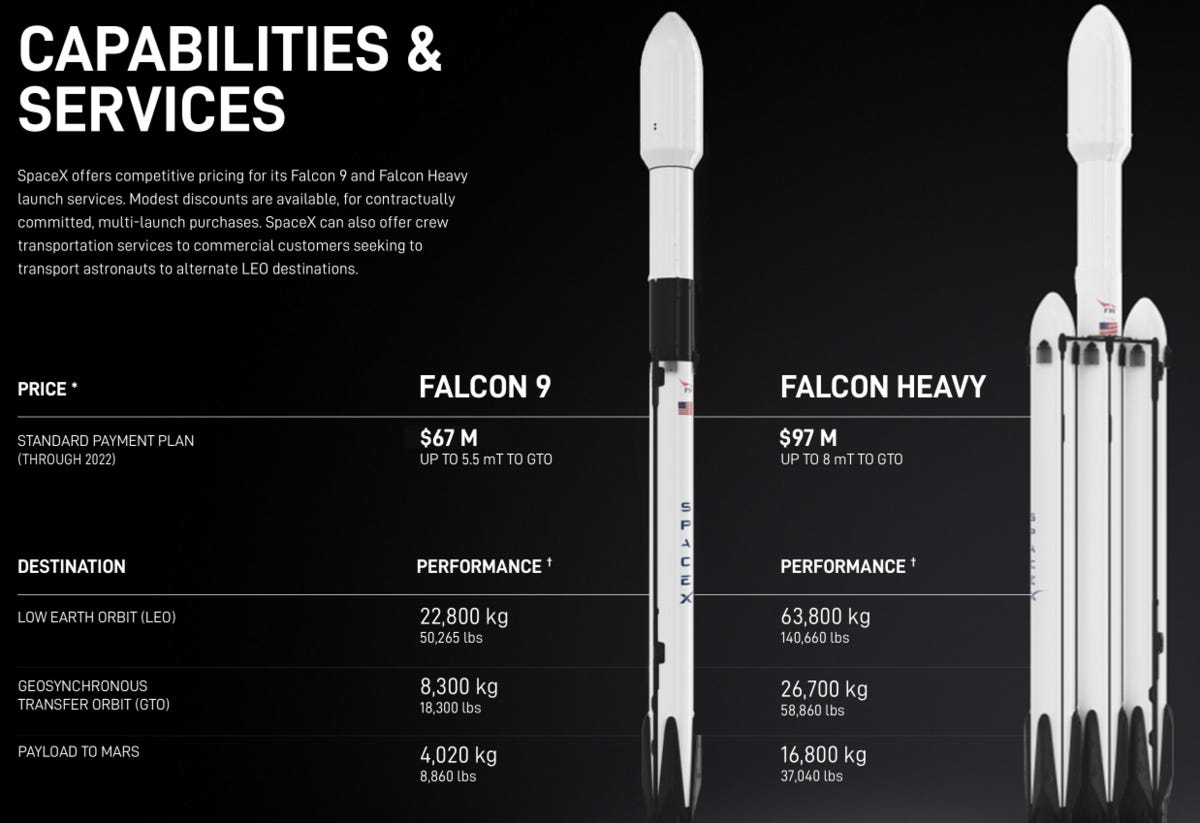 CAPABILITIES &
SERVICES
SpaceX offers competitive pricing for its Falcon 9 and Falcon Heavy
launch services. Modest discounts are available, for contractually
committed, multi-launch purchases. SpaceX can also offer crew
transportation services to commercial customers seeking to
transport astronauts to alternate LEO destinations.
PRICE * FALCON 9 FALCON HEAVY
STANDARD PAYMENT PLAN $67 M $97 M
(THROUGH 2022) UP TO 5.5 mT TO GTO UP TO 8 mT TO GTO
DESTINATION PERFORMANCE † PERFORMANCE †
LOW EARTH ORBIT (LEO) 22,800 kg 63,800 kg
50,265 lbs 140,660 lbs
GEOSYNCHRONOUS 8,300 kg 26,700 kg
TRANSFER ORBIT (GTO) 18,300 lbs 58,860 lbs
PAYLOAD TO MARS 4,020 kg 16,800 kg
8,860 lbs 37,040 lbs
SPACEX
FH